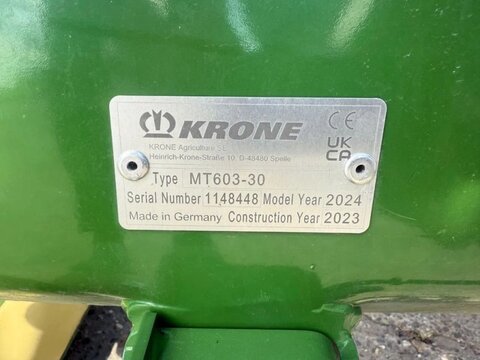 KRONE
CE
KRONE Agriculture SE
Heinrich-Krone-Straße 10, D-48480 Spelle
UK
CA
Type MT603-30
Serial Number 1148448 Model Year 2024
Made in Germany Construction Year 2023